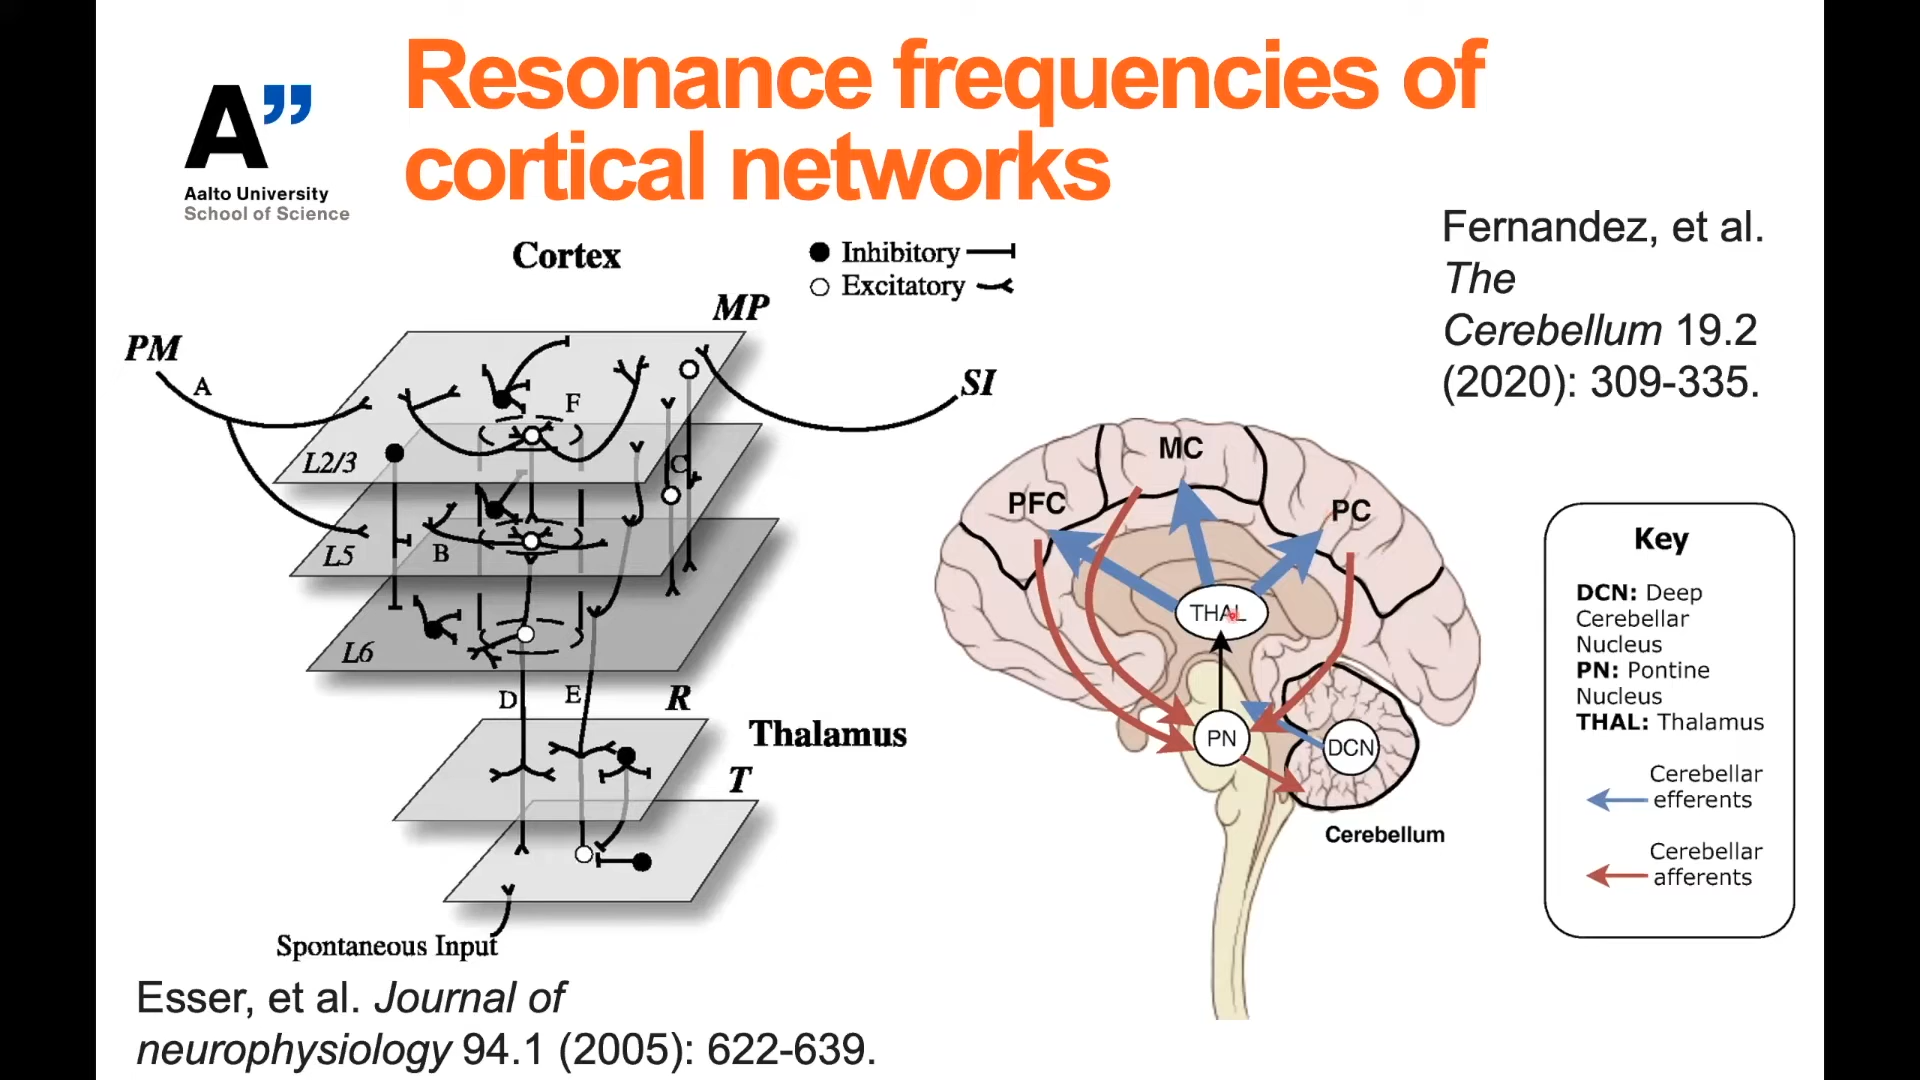 Resonance frequencies of
cortical networks
A”
Aalto University
School of Science
Fernandez, et al.
The
Cerebellum 19.2
(2020): 309-335.
Cortex
Inhibitory
Excitatory
MP
PM
A
SI
F
L2/3
C
L5
B
L6
D
E
R
Thalamus
T
Spontaneous Input
Esser, et al. Journal of
neurophysiology 94.1 (2005): 622-639.
MC
PFC
PC
THAL
PN
DCN
Cerebellum
Key
DCN: Deep
Cerebellar
Nucleus
PN: Pontine
Nucleus
THAL: Thalamus
Cerebellar
efferents
Cerebellar
afferents